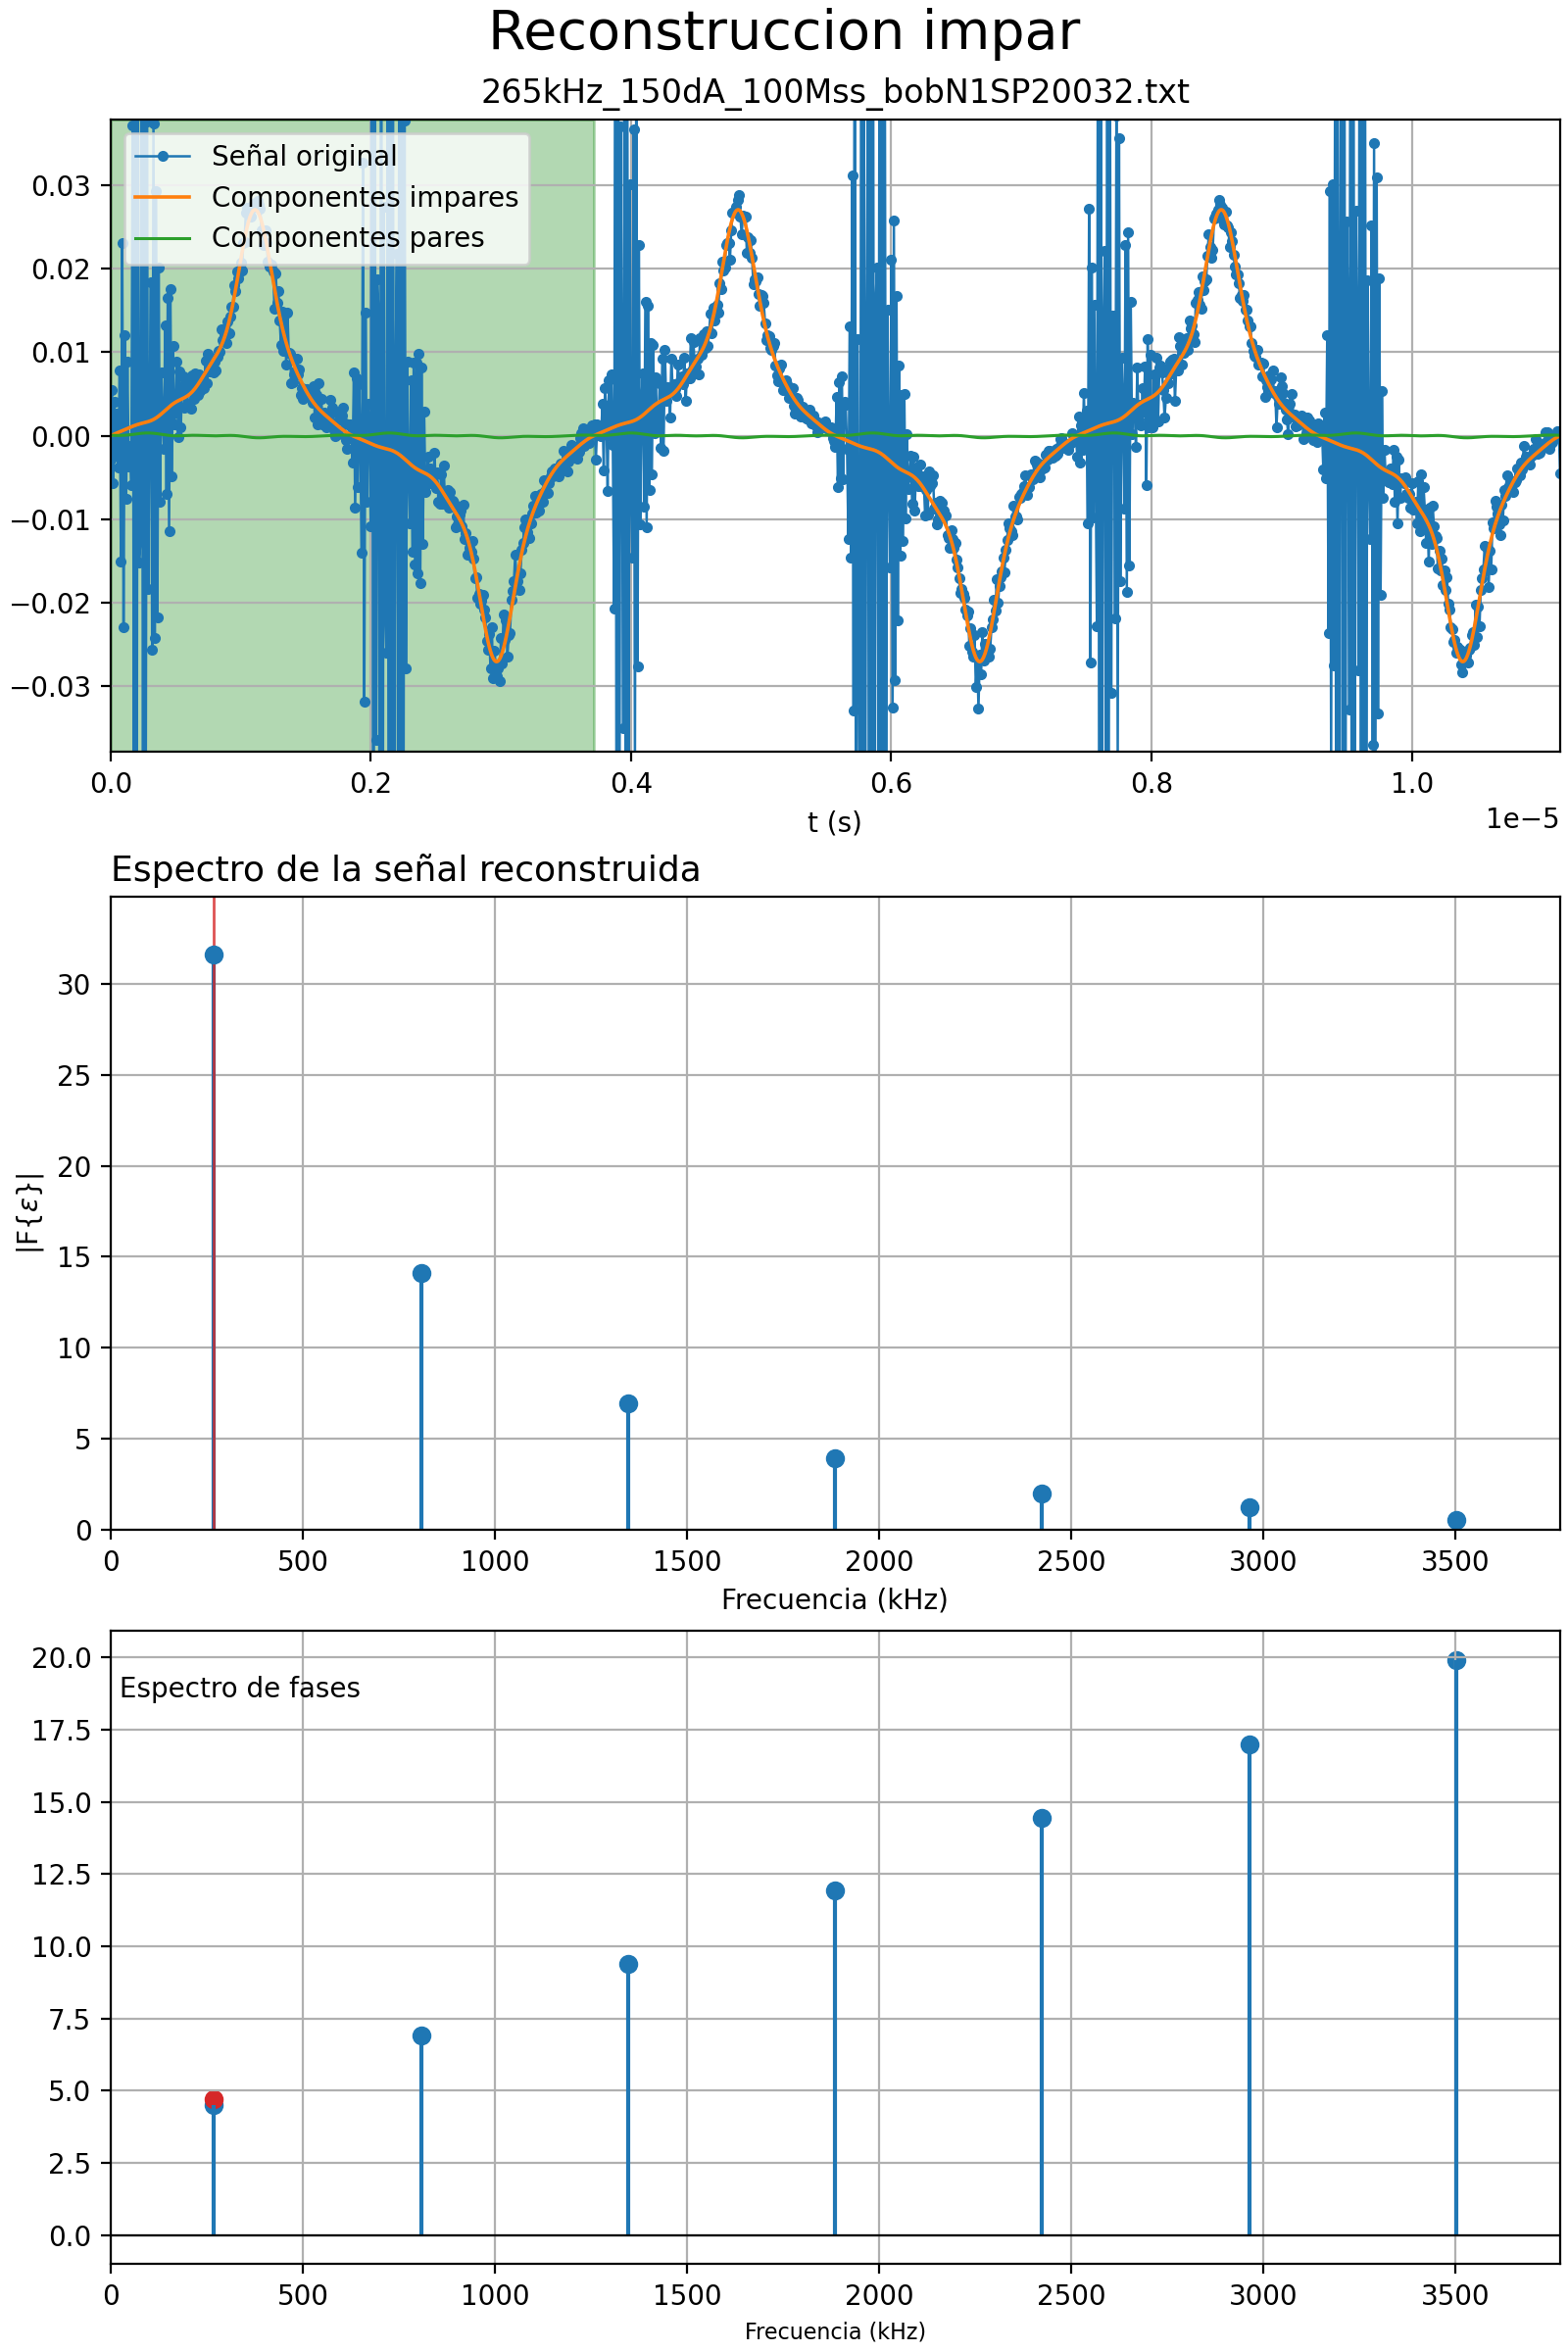 Reconstruccion impar
265kHz_150dA_100Mss_bobN1SP20032.txt
Señal original
Componentes impares
Componentes pares
0.03
0.02
0.01
0.00
−0.01
−0.02
−0.03
0.0 0.2 0.4 0.6 0.8 1.0
1e−5
t (s)
Espectro de la señal reconstruida
30
25
20
15
10
5
0
|F{ε}|
0 500 1000 1500 2000 2500 3000 3500
Frecuencia (kHz)
Espectro de fases
20.0
17.5
15.0
12.5
10.0
7.5
5.0
2.5
0.0
0 500 1000 1500 2000 2500 3000 3500
Frecuencia (kHz)